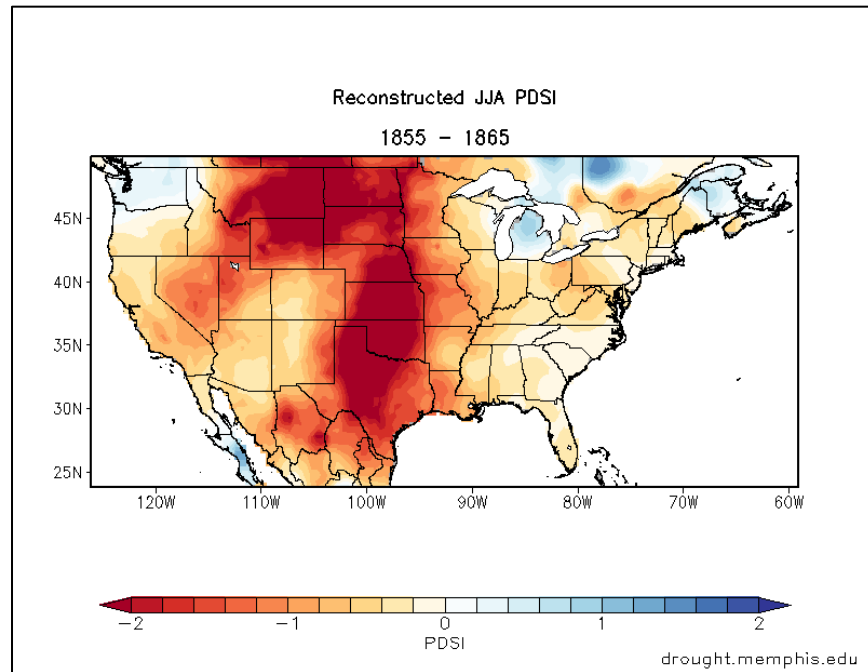 Reconstructed JJA PDSI
1855 - 1865
45N
40N
35N
30N
25N
120W 110W 100W 90W 80W 70W 60W
-2 -1 0 1 2
PDSI
drought.memphis.edu